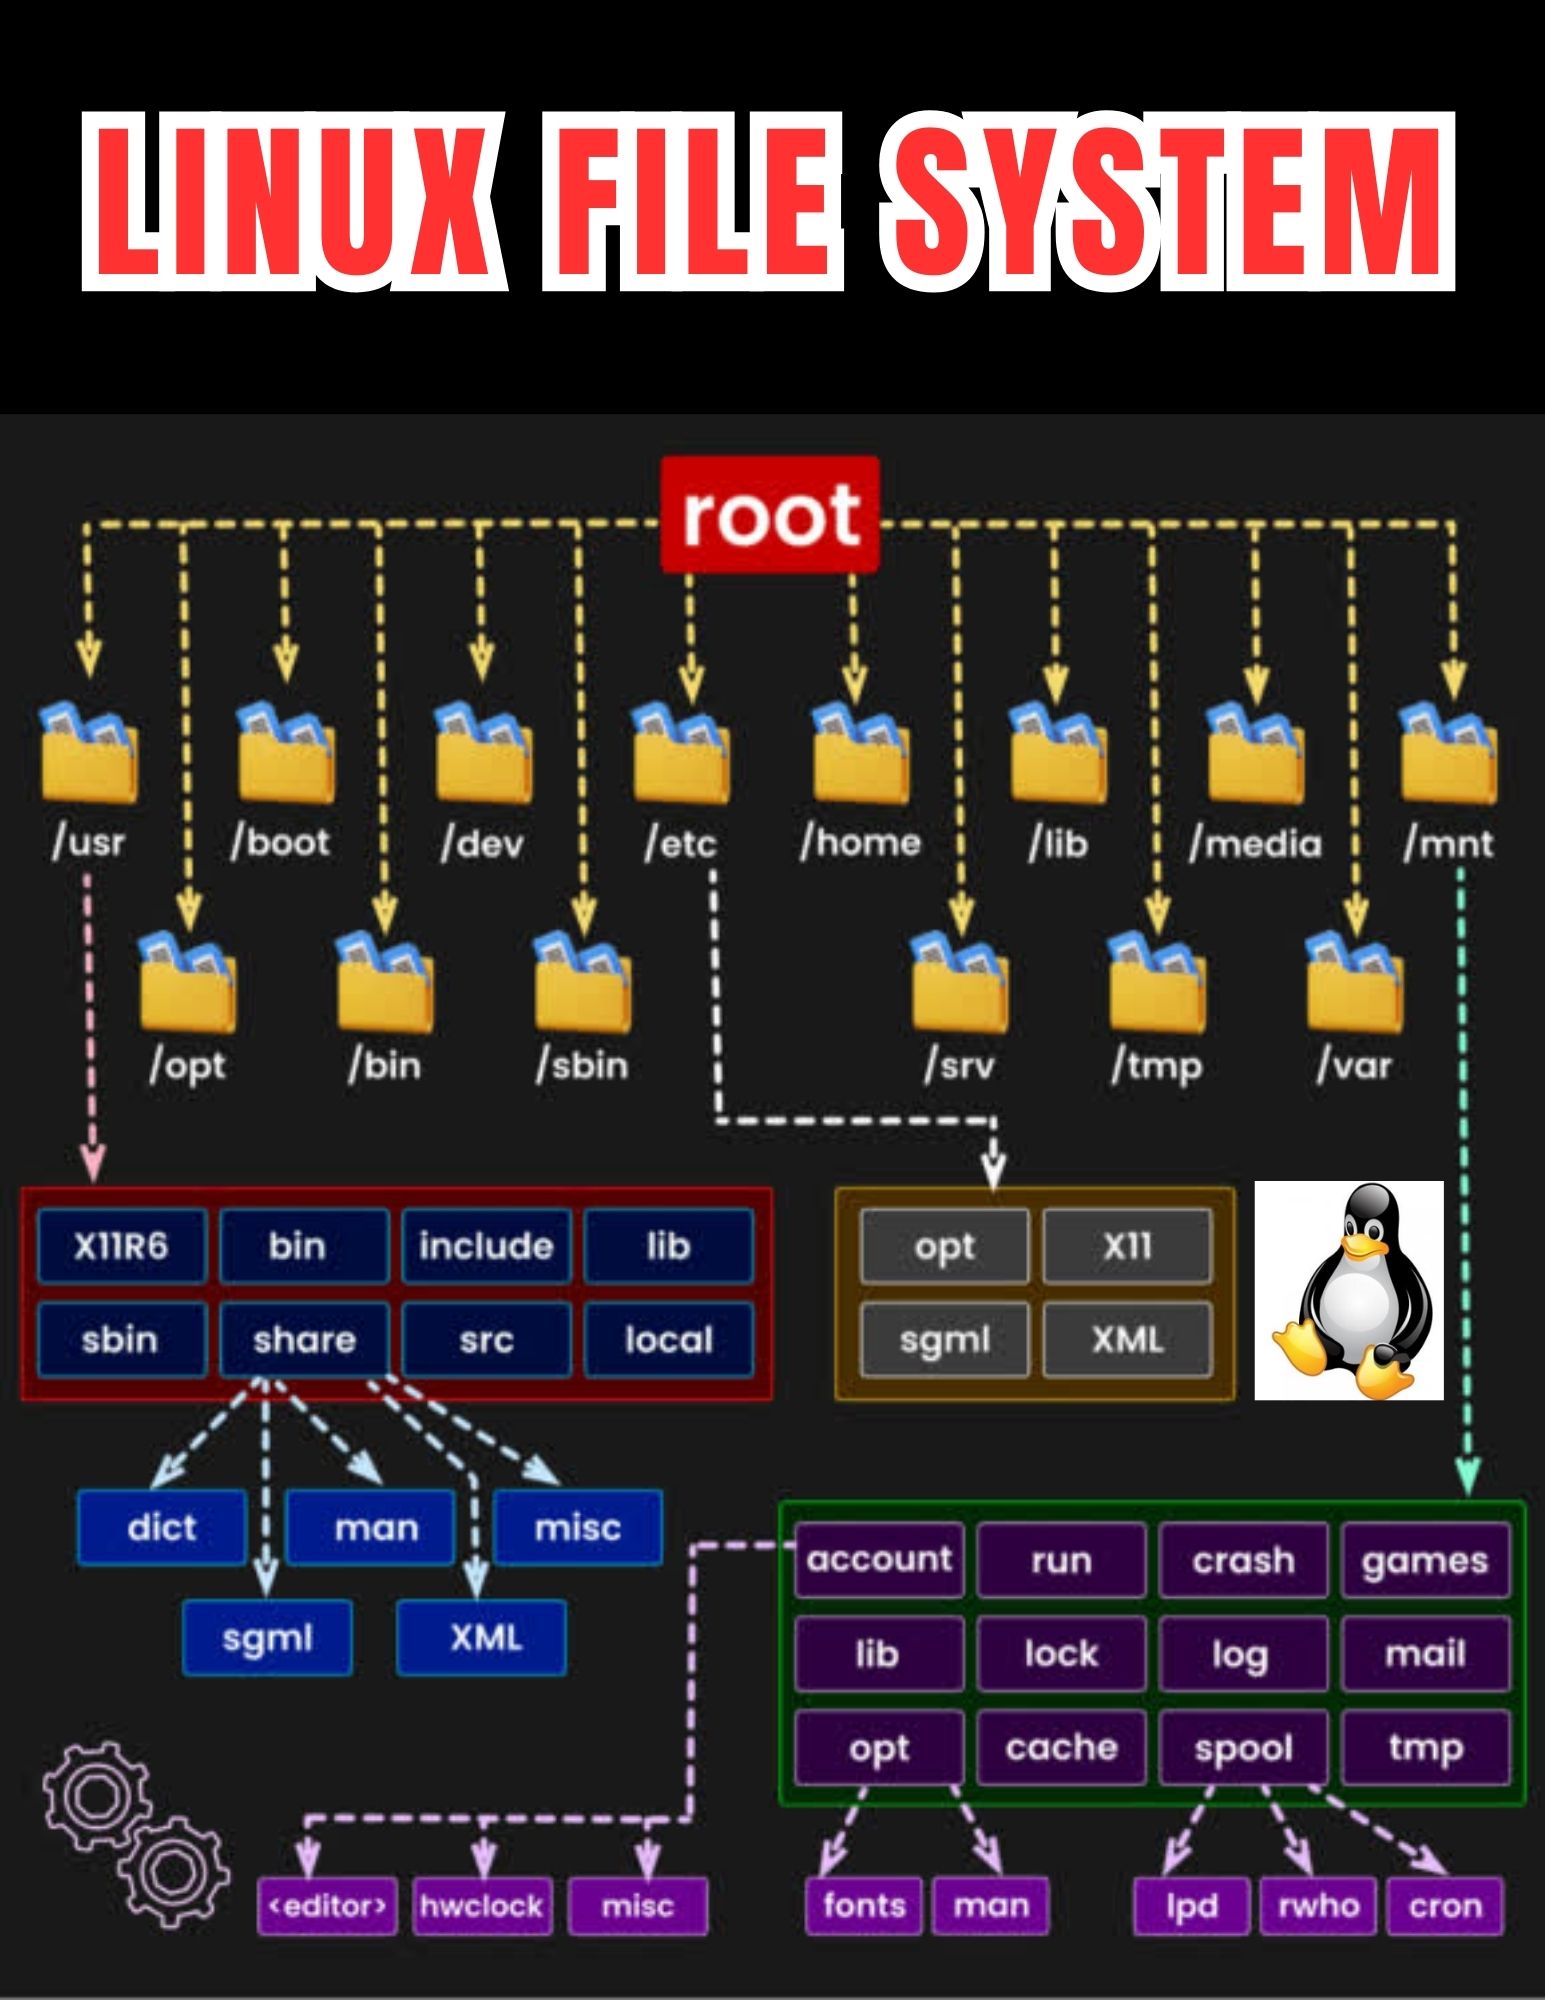 LINUX FILE SYSTEM
root
/usr /boot /dev /etc /home /lib /media /mnt
/opt /bin /sbin /srv /tmp /var
X11R6 bin include lib
sbin share src local
opt X11
sgml XML
dict man misc
sgml XML
account run crash games
lib lock log mail
opt cache spool tmp
<editor> hwclock misc fonts man lpd rwho cron